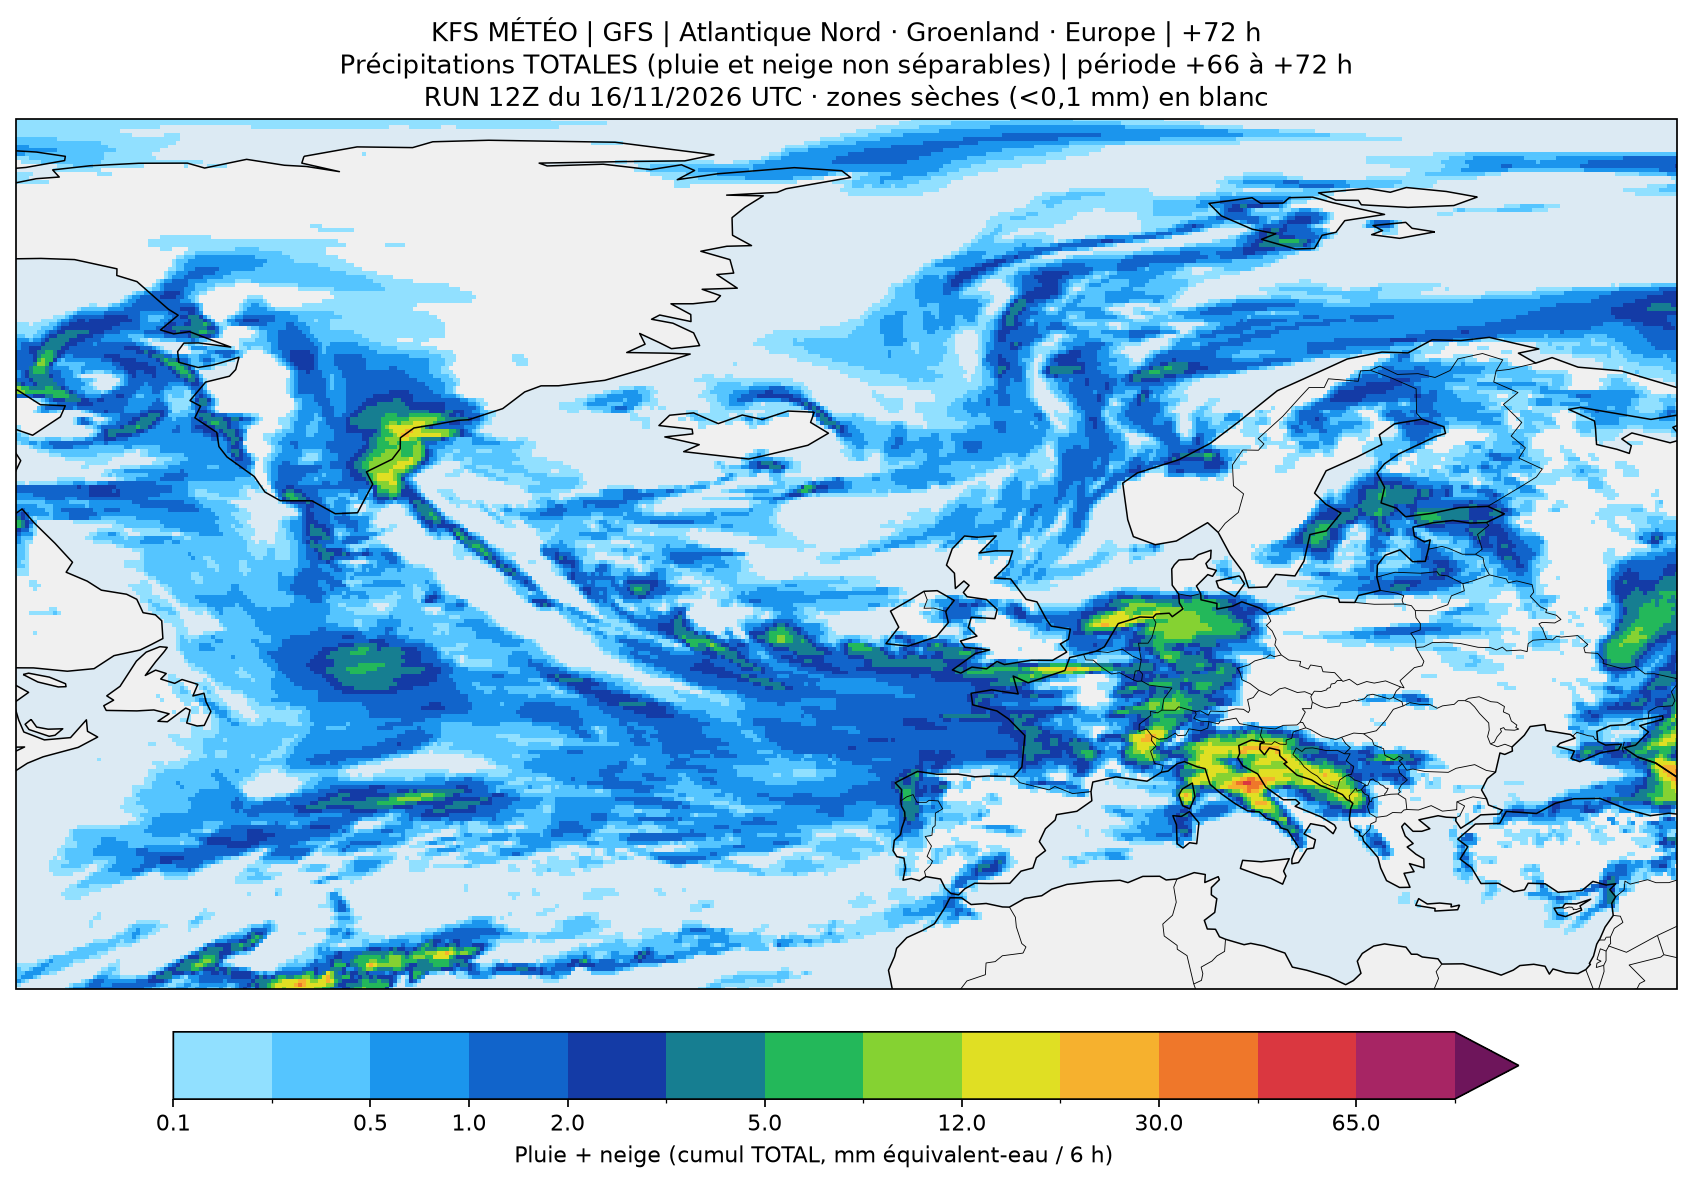 KFS MÉTÉO | GFS | Atlantique Nord · Groenland · Europe | +72 h
Précipitations TOTALES (pluie et neige non séparables) | période +66 à +72 h
RUN 12Z du 16/11/2026 UTC · zones sèches (<0,1 mm) en blanc
0.1 0.5 1.0 2.0 5.0 12.0 30.0 65.0
Pluie + neige (cumul TOTAL, mm équivalent-eau / 6 h)